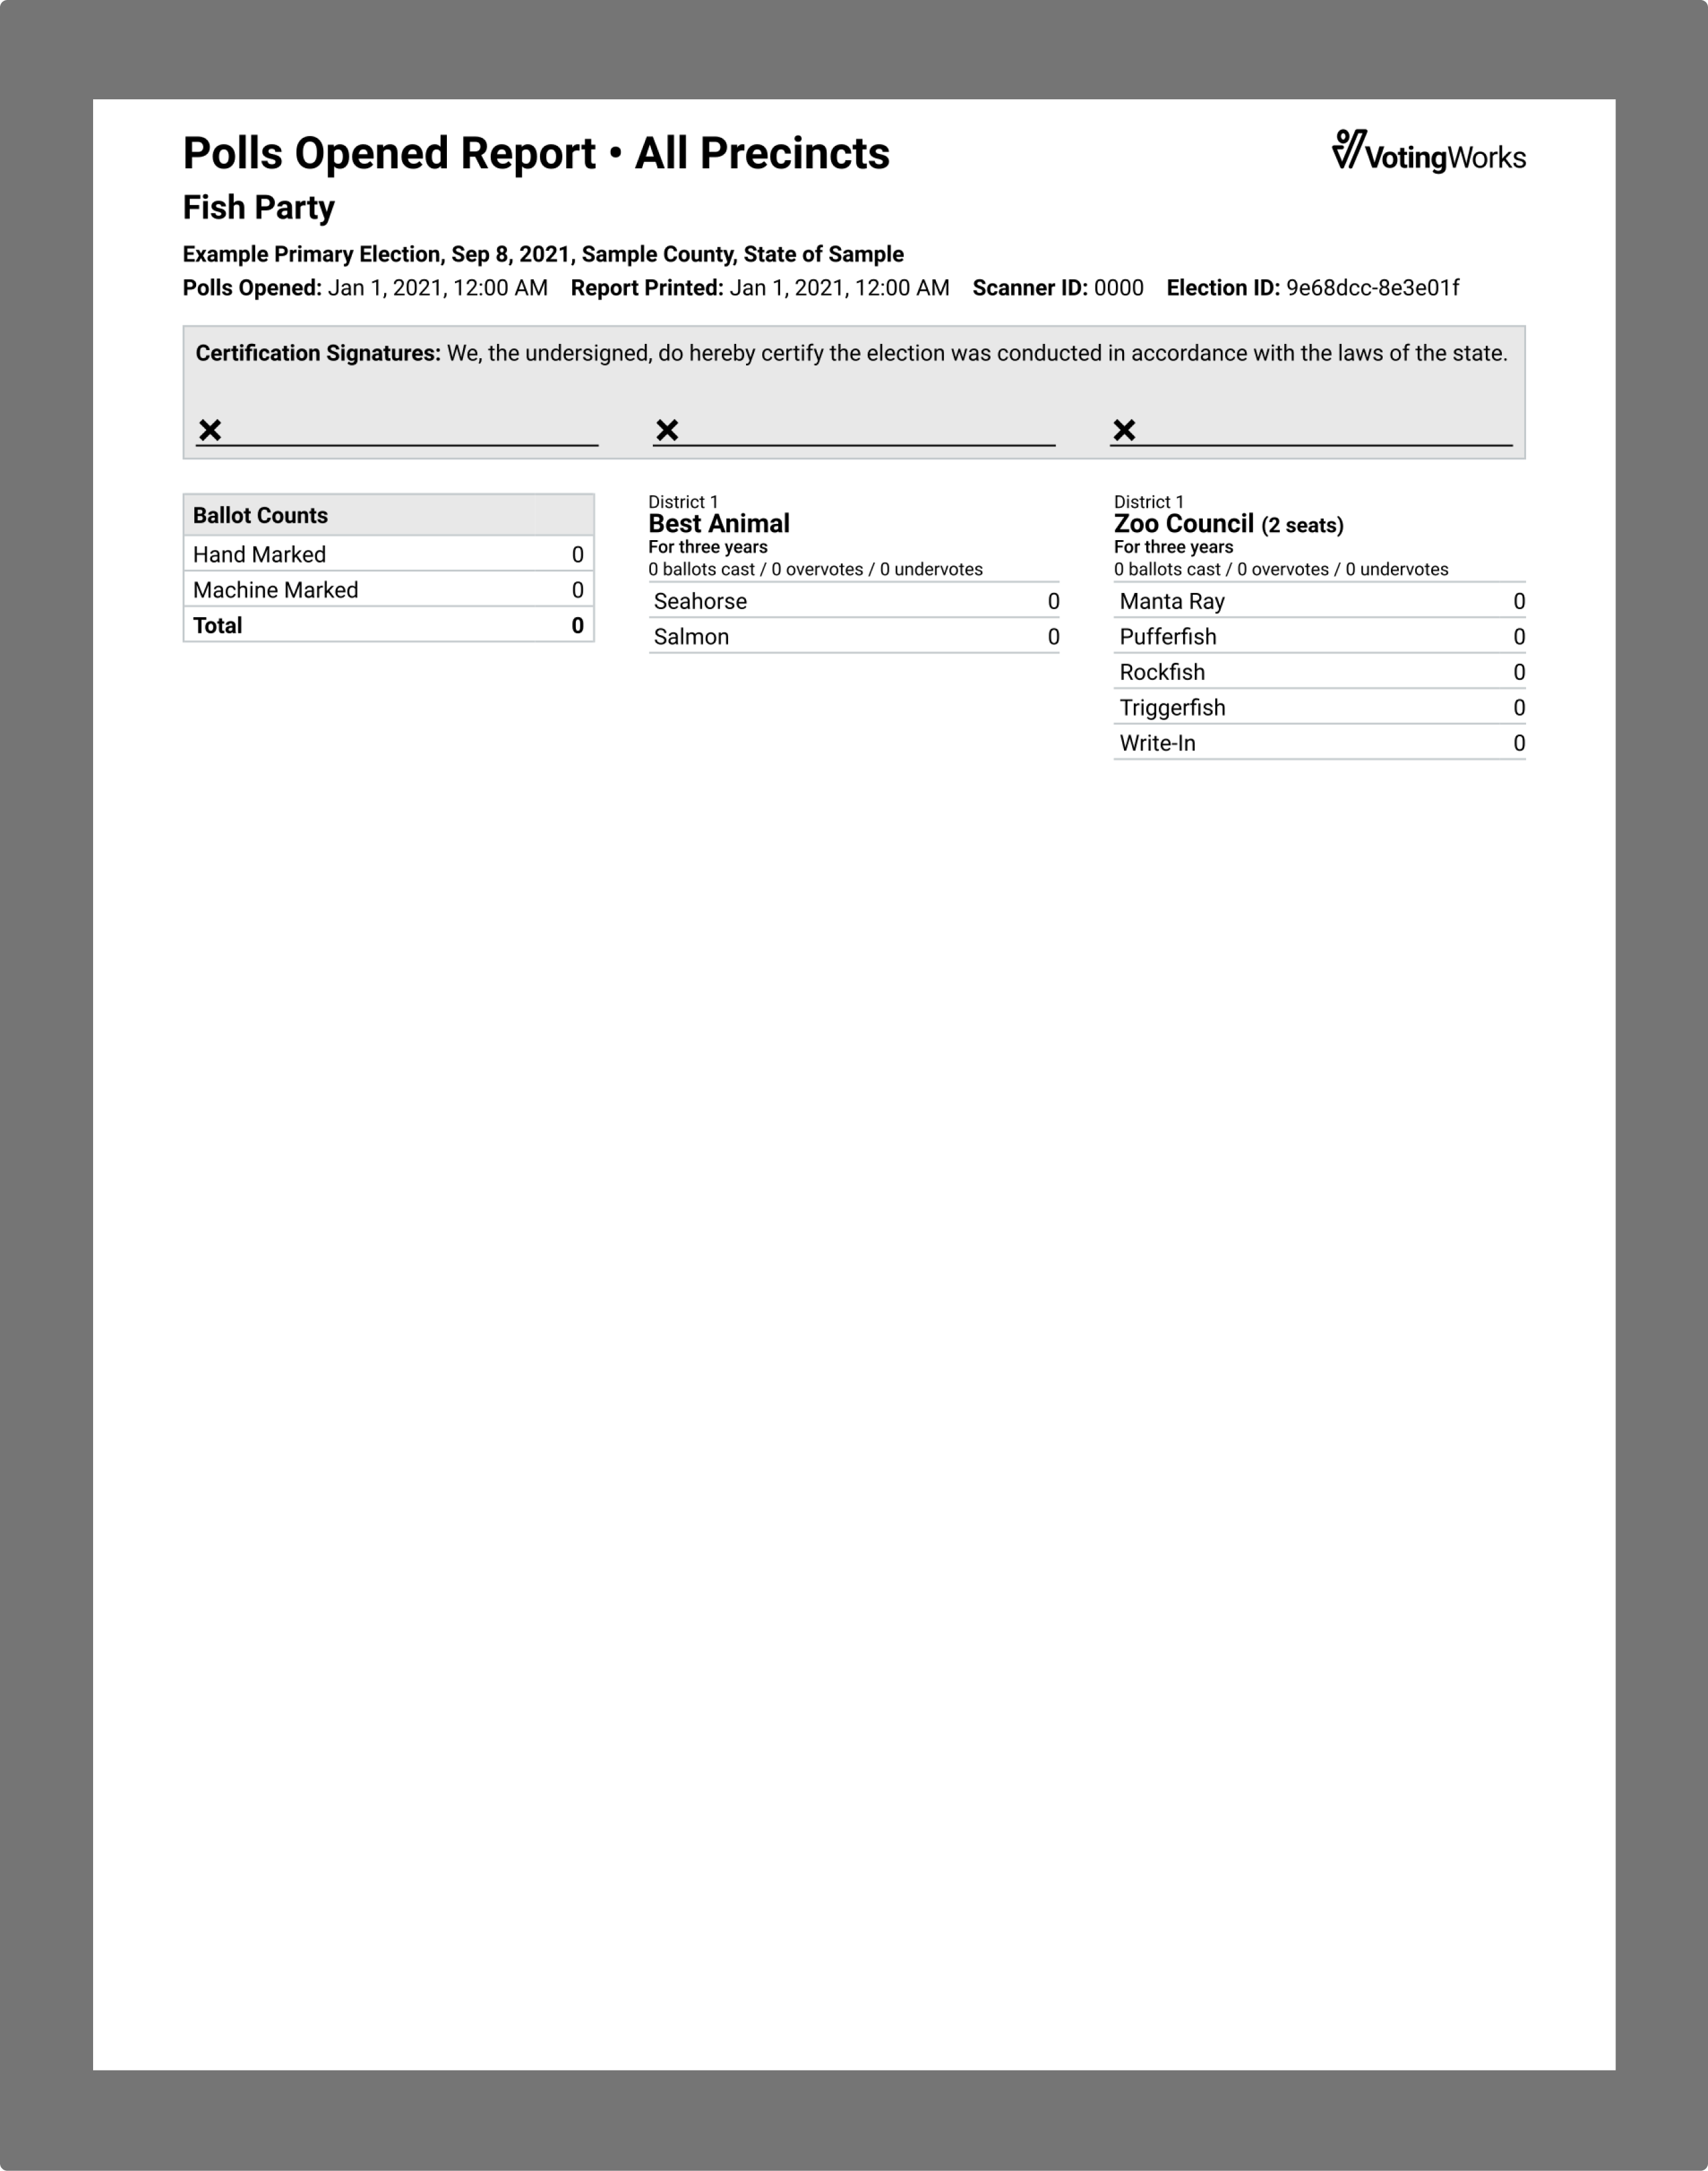 Polls Opened Report • All Precincts
VotingWorks
Fish Party
Example Primary Election, Sep 8, 2021, Sample County, State of Sample
Polls Opened: Jan 1, 2021, 12:00 AM Report Printed: Jan 1, 2021, 12:00 AM Scanner ID: 0000 Election ID: 9e68dcc-8e3e01f
Certification Signatures: We, the undersigned, do hereby certify the election was conducted in accordance with the laws of the state.
Ballot Counts
Hand Marked 0
Machine Marked 0
Total 0
District 1
Best Animal
For three years
0 ballots cast / 0 overvotes / 0 undervotes
Seahorse 0
Salmon 0
District 1
Zoo Council (2 seats)
For three years
0 ballots cast / 0 overvotes / 0 undervotes
Manta Ray 0
Pufferfish 0
Rockfish 0
Triggerfish 0
Write-In 0